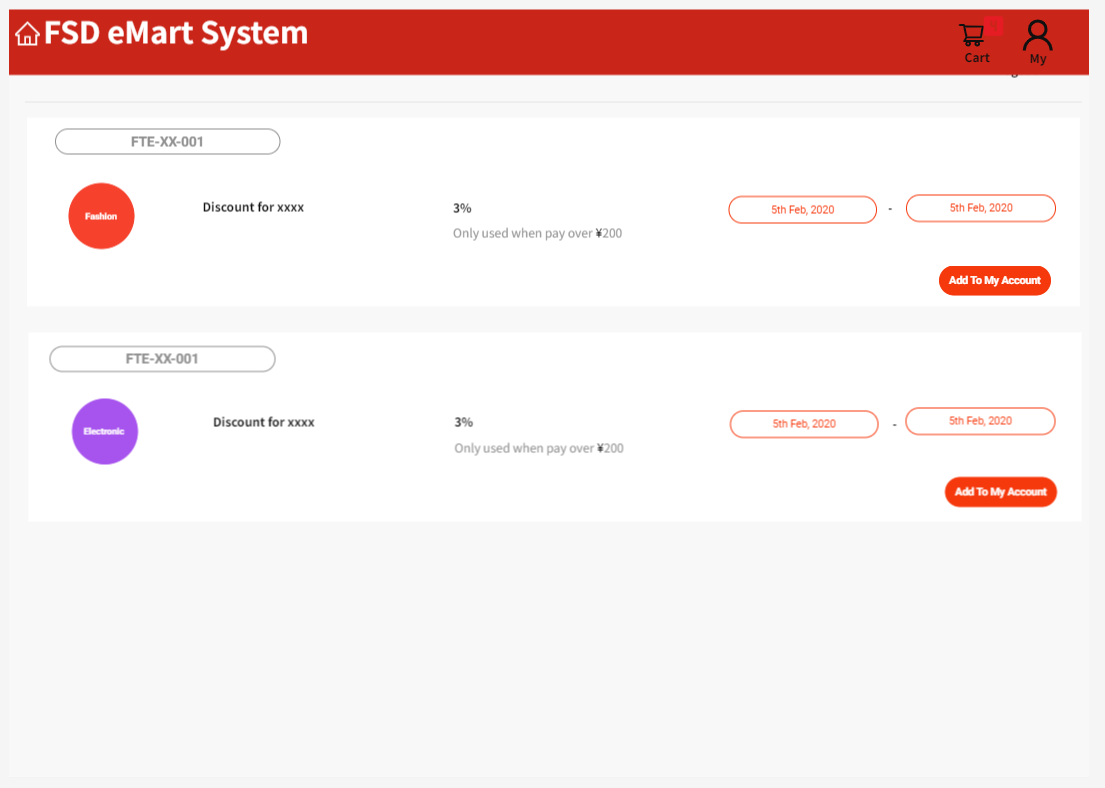 FSD eMart System
Cart
My
FTE-XX-001
Fashion
Discount for xxxx
3%
Only used when pay over ¥200
5th Feb, 2020
-
5th Feb, 2020
Add To My Account
FTE-XX-001
Electronic
Discount for xxxx
3%
Only used when pay over ¥200
5th Feb, 2020
-
5th Feb, 2020
Add To My Account